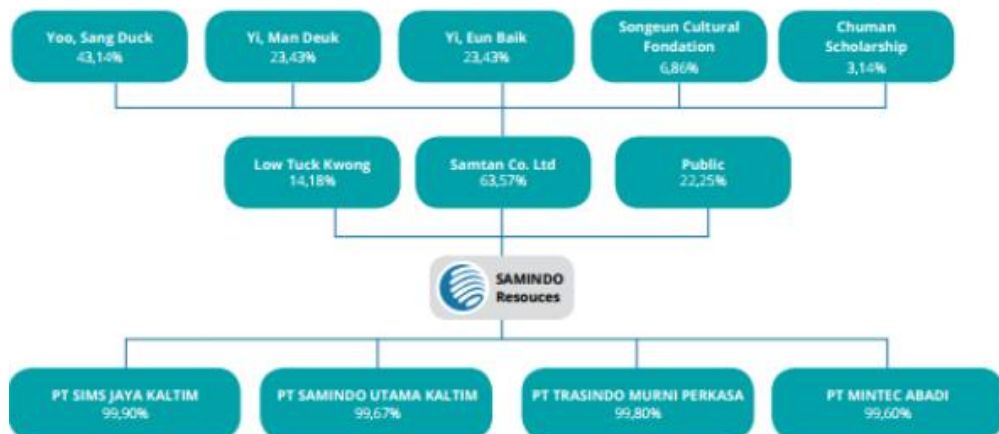 Yoo, Sang Duck
43,14%
Yi, Man Deuk
23,43%
Yi, Eun Baik
23,43%
Songeun Cultural
Fondation
6,86%
Chuman
Scholarship
3,14%
Low Tuck Kwong
14,18%
Samtan Co. Ltd
63,57%
Public
22,25%
SAMINDO
Resouces
PT SIMS JAYA KALTIM
99,90%
PT SAMINDO UTAMA KALTIM
99,67%
PT TRASINDO MURNI PERKASA
99,80%
PT MINTEC ABADI
99,60%